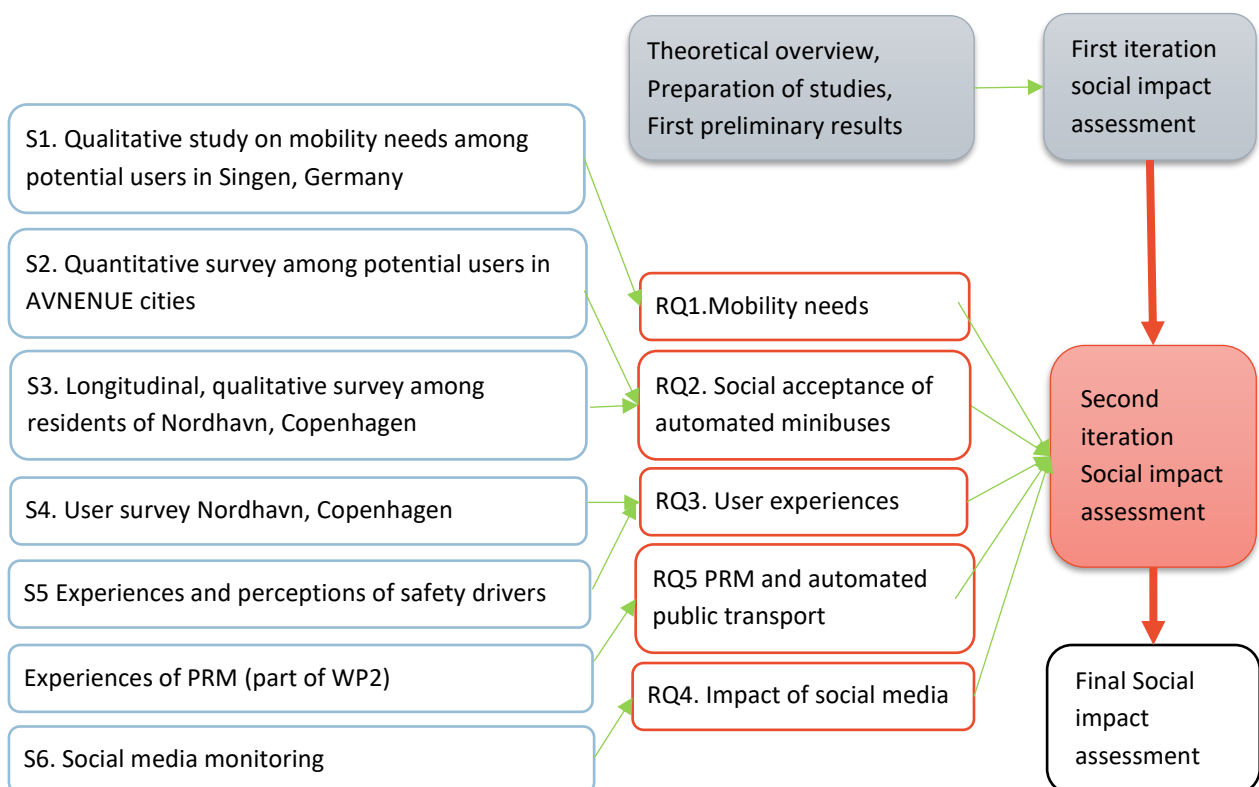 Theoretical overview,
Preparation of studies,
First preliminary results
First iteration
social impact
assessment
S1. Qualitative study on mobility needs among
potential users in Singen, Germany
S2. Quantitative survey among potential users in
AVNENUE cities
S3. Longitudinal, qualitative survey among
residents of Nordhavn, Copenhagen
S4. User survey Nordhavn, Copenhagen
S5 Experiences and perceptions of safety drivers
Experiences of PRM (part of WP2)
S6. Social media monitoring
RQ1.Mobility needs
RQ2. Social acceptance of
automated minibuses
RQ3. User experiences
RQ5 PRM and automated
public transport
RQ4. Impact of social media
Second
iteration
Social impact
assessment
Final Social
impact
assessment